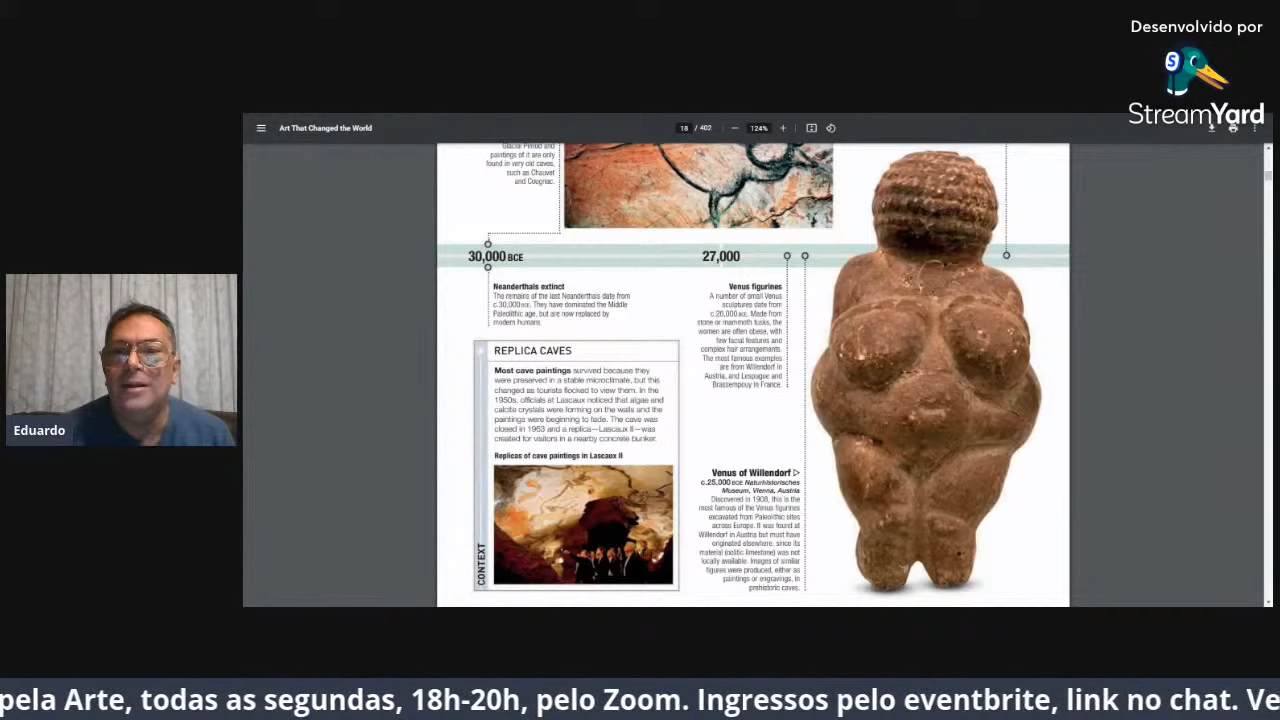 Desenvolvido por
StreamYard
Art That Changed the World
18 / 402
124%
Glacial Period and
paintings of it are only
found in very old caves,
such as Chauvet
and Cougnac.
30,000 BCE
27,000
Neanderthals extinct
The remains of the last Neanderthals date from
c.30,000 BCE. They have dominated the Middle
Paleolithic age, but are now replaced by
modern humans.
Venus figurines
A number of small Venus
sculptures date from
c.26,000 BCE. Made from
stone or mammoth tusks, the
women are often obese, with
few facial features and
complex hair arrangements.
The most famous examples
are from Willendorf in
Austria, and Lespugue and
Brassempouy in France.
REPLICA CAVES
Most cave paintings survived because they
were preserved in a stable microclimate, but this
changed as tourists flocked to view them. In the
1950s, officials at Lascaux noticed that algae and
calcite crystals were forming on the walls and the
paintings were beginning to fade. The cave was
closed in 1963 and a replica—Lascaux II—was
created for visitors in a nearby concrete bunker.
Replicas of cave paintings in Lascaux II
CONTEXT
Venus of Willendorf ▷
c.25,000 BCE Naturhistorisches
Museum, Vienna, Austria
Discovered in 1908, this is the
most famous of the Venus figurines
excavated from Paleolithic sites
across Europe. It was found at
Willendorf in Austria but must have
originated elsewhere, since its
material (oolitic limestone) was not
locally available. Images of similar
figures were produced, either as
paintings or engravings, in
prehistoric caves.
Eduardo
pela Arte, todas as segundas, 18h-20h, pelo Zoom. Ingressos pelo eventbrite, link no chat. Ve